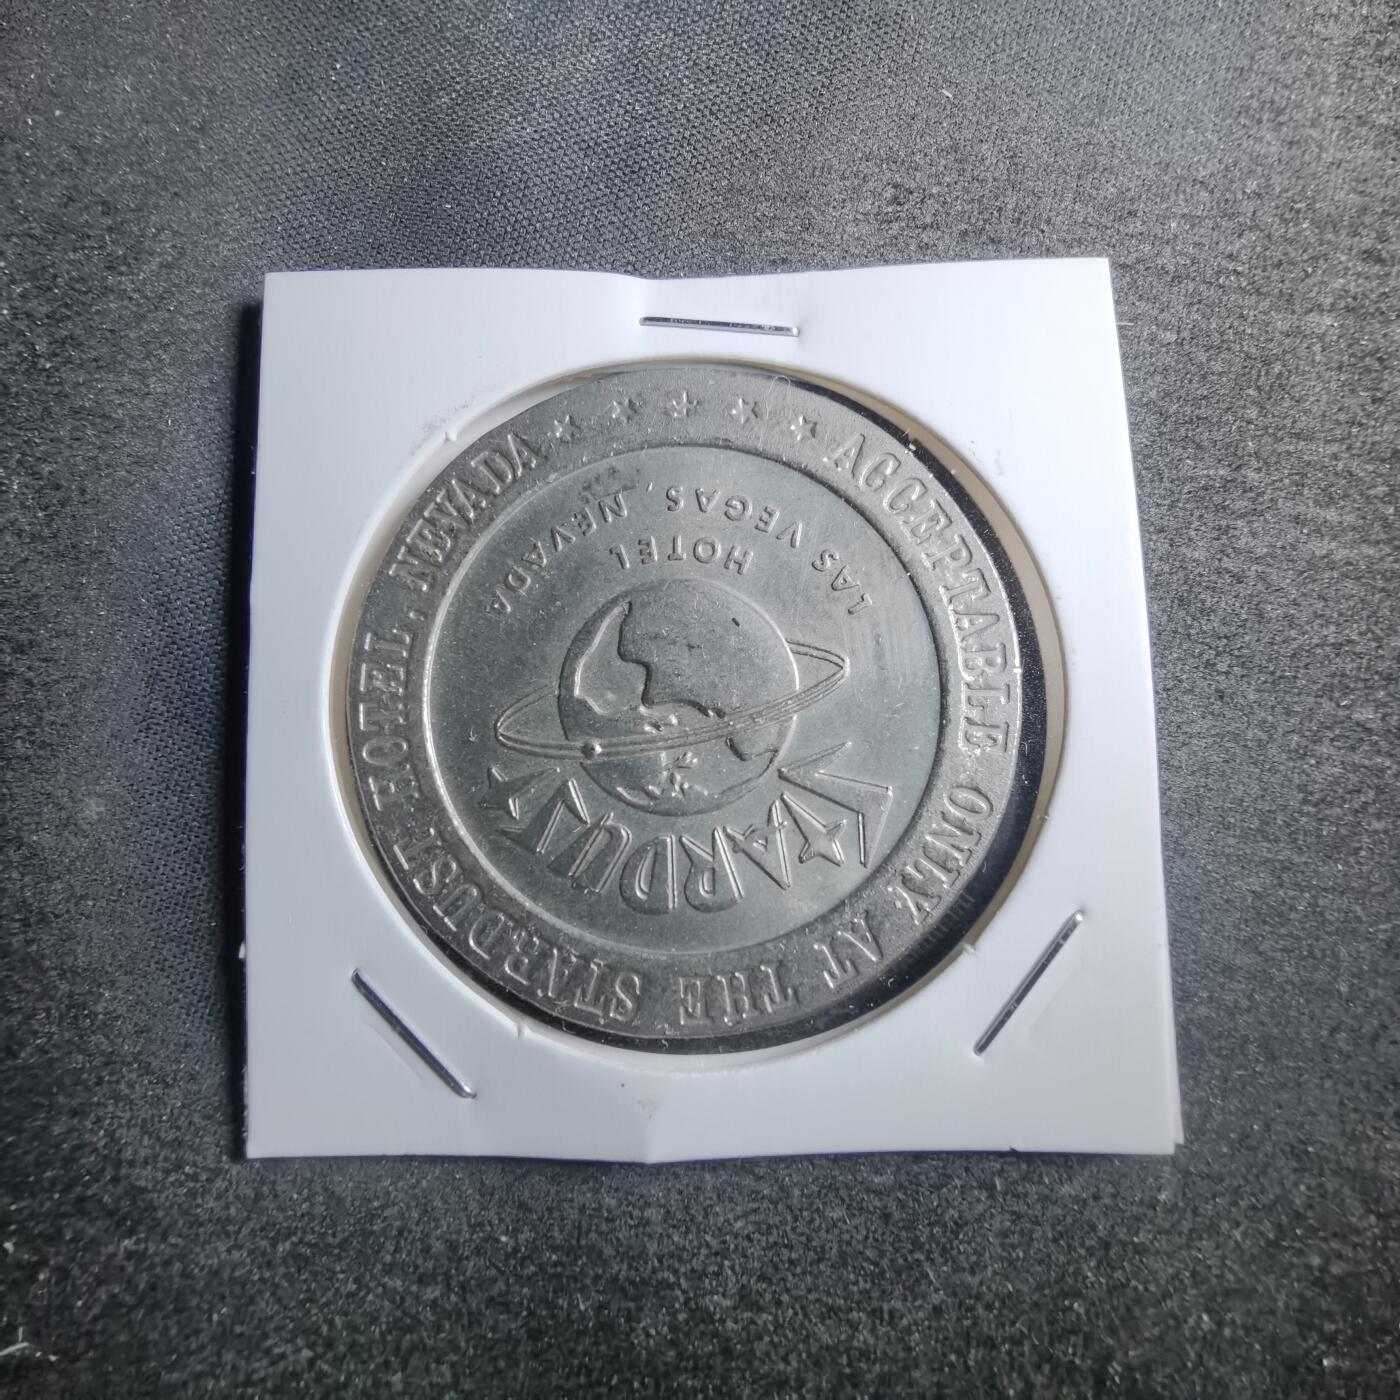 ACCEPTABLE ONLY AT THE STARDUST HOTEL, NEVADA
STARDUST
HOTEL
LAS VEGAS, NEVADA